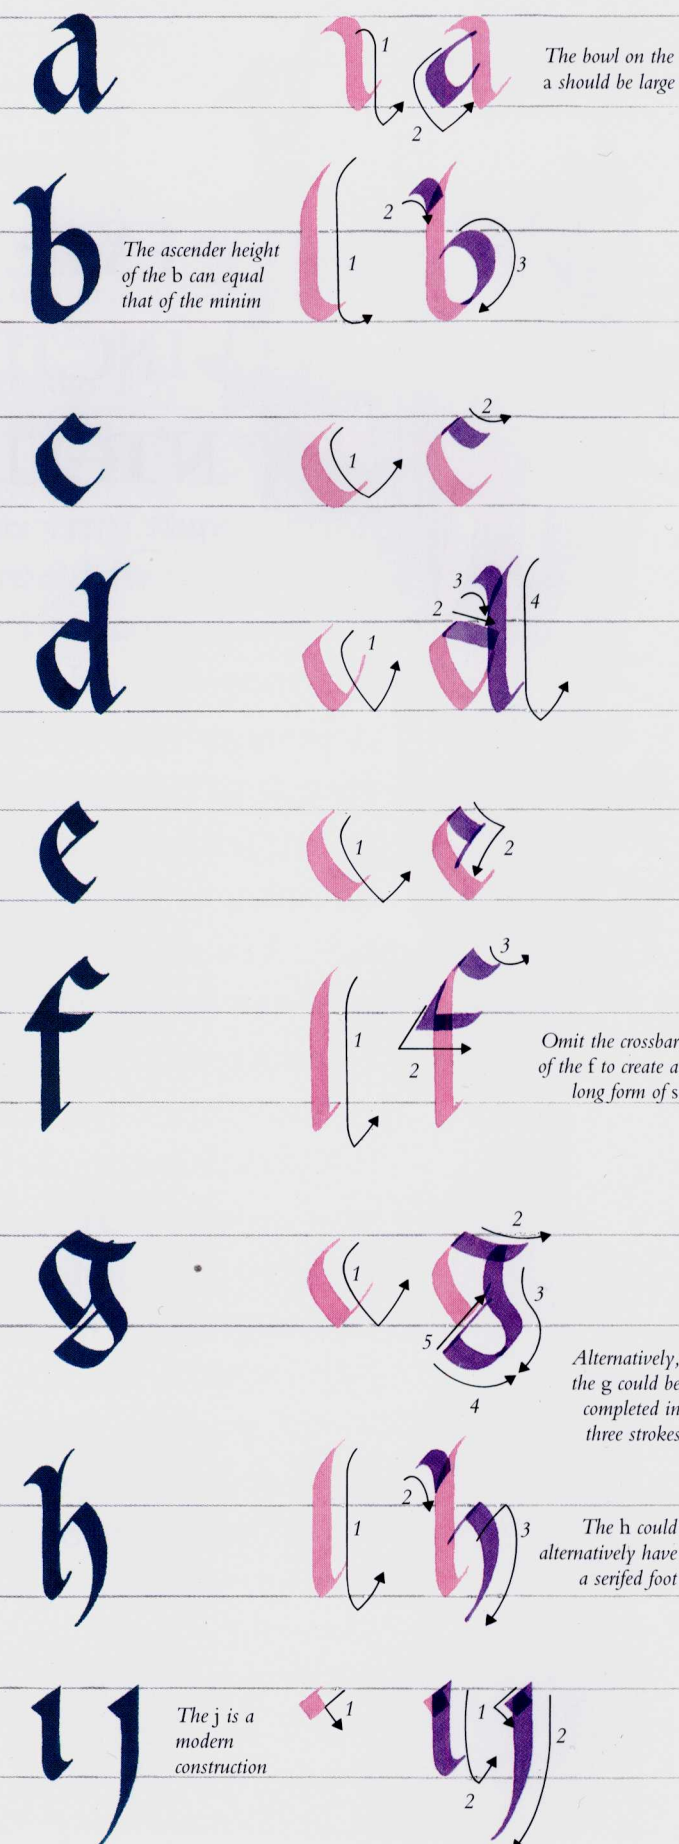 a 1 a 2
The bowl on the
a should be large
b 1 b 2 3
The ascender height
of the b can equal
that of the minim
c 1 c 2
d 1 d 2 3 4
e 1 e 2
f 1 f 2 3
Omit the crossbar
of the f to create a
long form of s
g 1 g 2 3 4 5
Alternatively,
the g could be
completed in
three strokes
h 1 h 2 3
The h could
alternatively have
a serifed foot
i j 1 i 2 1 j 2
The j is a
modern
construction